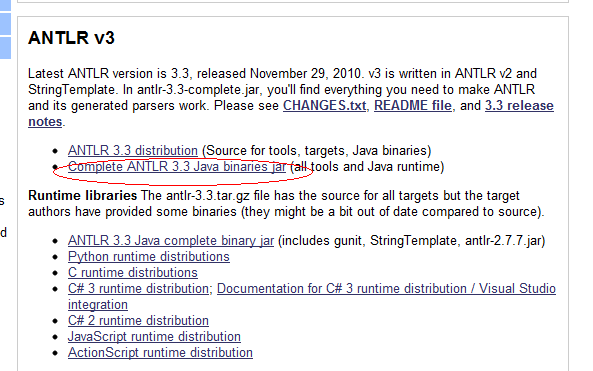 ANTLR v3
Latest ANTLR version is 3.3, released November 29, 2010. v3 is written in ANTLR v2 and
StringTemplate. In antlr-3.3-complete.jar, you'll find everything you need to make ANTLR
and its generated parsers work. Please see CHANGES.txt, README file, and 3.3 release
notes.
• ANTLR 3.3 distribution (Source for tools, targets, Java binaries)
• Complete ANTLR 3.3 Java binaries jar (all tools and Java runtime)
Runtime libraries The antlr-3.3.tar.gz file has the source for all targets but the target
authors have provided some binaries (they might be a bit out of date compared to source).
• ANTLR 3.3 Java complete binary jar (includes gunit, StringTemplate, antlr-2.7.7.jar)
• Python runtime distributions
• C runtime distributions
• C# 3 runtime distribution; Documentation for C# 3 runtime distribution / Visual Studio
integration
• C# 2 runtime distribution
• JavaScript runtime distribution
• ActionScript runtime distribution
s
d